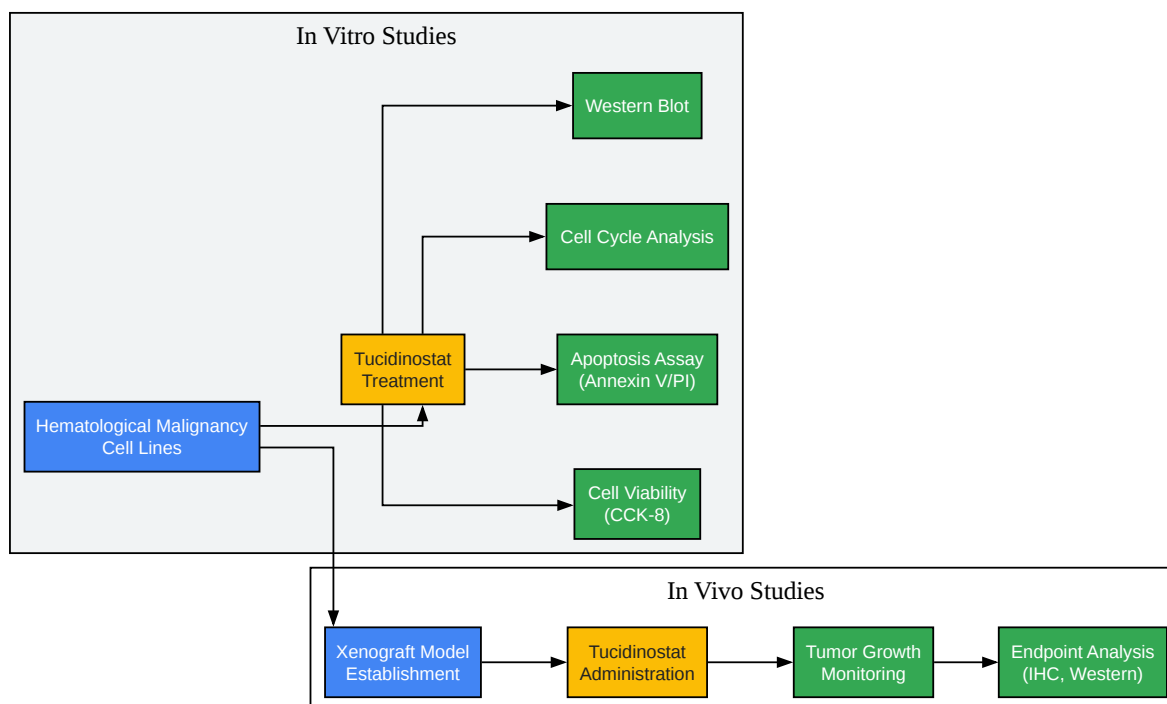 In Vitro Studies
Western Blot
Cell Cycle Analysis
Tucidinostat
Treatment
Apoptosis Assay
(Annexin V/PI)
Hematological Malignancy
Cell Lines
Cell Viability
(CCK-8)
In Vivo Studies
Xenograft Model
Establishment
Tucidinostat
Administration
Tumor Growth
Monitoring
Endpoint Analysis
(IHC, Western)